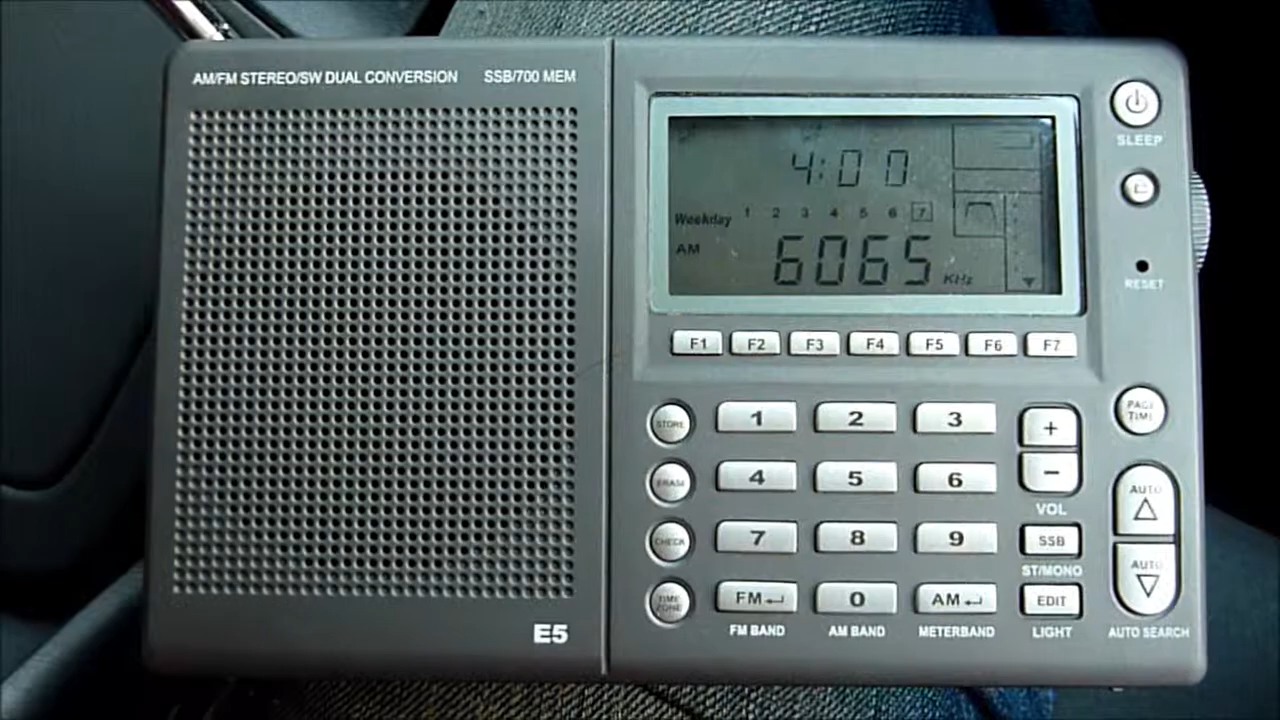 AM/FM STEREO/SW DUAL CONVERSION SSB/700 MEM
4:00
Weekday 1 2 3 4 5 6 7
AM 6065 KHz
SLEEP
RESET
F1 F2 F3 F4 F5 F6 F7
STORE 1 2 3 + PAGE TIME
ERASE 4 5 6 -
VOL
AUTO
CHECK 7 8 9 SSB
ST/MONO
AUTO
TIME ZONE FM 0 AM EDIT
FM BAND AM BAND METERBAND LIGHT AUTO SEARCH
E5